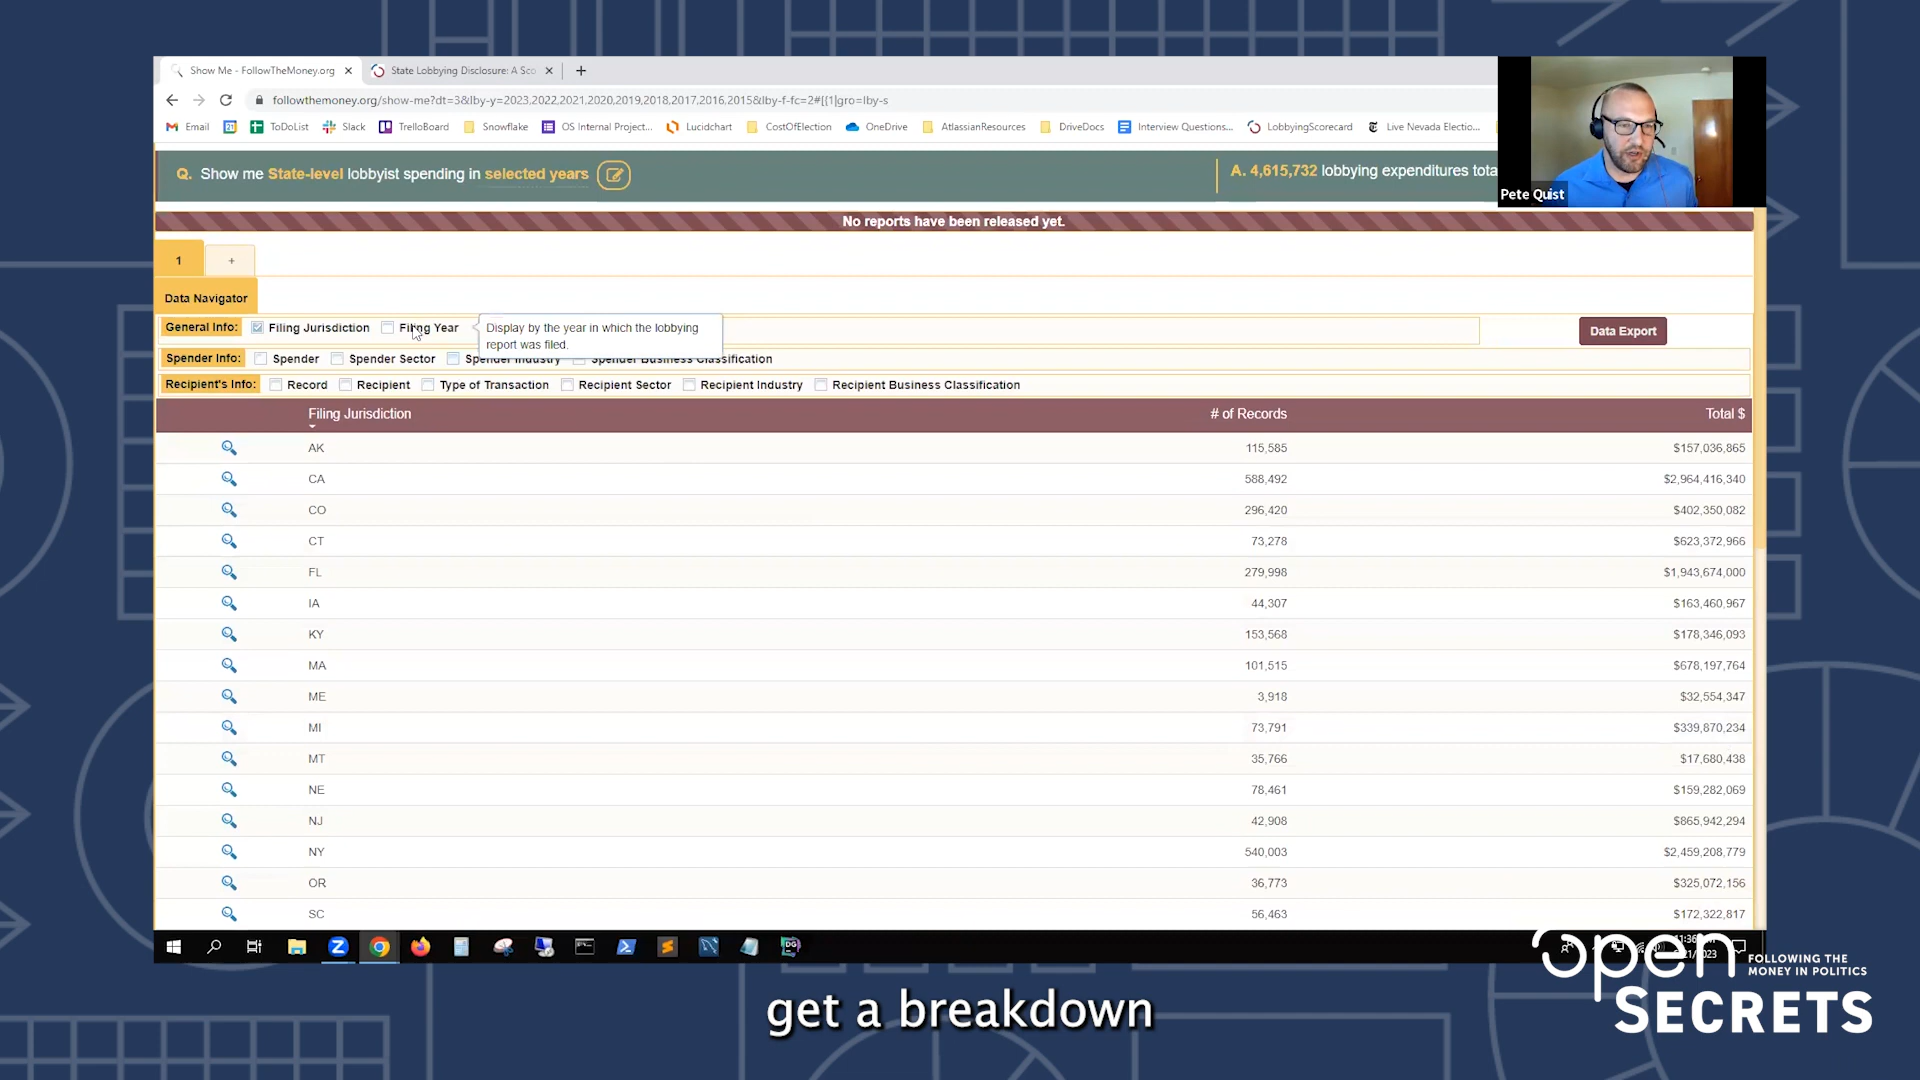 Show Me - FollowTheMoney.org
State Lobbying Disclosure: A Sco
followthemoney.org/show-me?dt=3&lby-y=2023,2022,2021,2020,2019,2018,2017,2016,2015&lby-f-fc=2#[{1|gro=lby-s
Email ToDoList Slack TrelloBoard Snowflake OS Internal Project... Lucidchart CostOfElection OneDrive AtlassianResources DriveDocs Interview Questions... LobbyingScorecard Live Nevada Electio...
Pete Quist
Q. Show me State-level lobbyist spending in selected years
A. 4,615,732 lobbying expenditures tota
No reports have been released yet.
1 +
Data Navigator
General Info: Filing Jurisdiction Filing Year
Display by the year in which the lobbying
report was filed.
Data Export
Spender Info: Spender Spender Sector Spender Industry Spender Business Classification
Recipient's Info: Record Recipient Type of Transaction Recipient Sector Recipient Industry Recipient Business Classification
Filing Jurisdiction # of Records Total $
AK 115,585 $157,036,865
CA 588,492 $2,964,416,340
CO 296,420 $402,350,082
CT 73,278 $623,372,966
FL 279,998 $1,943,674,000
IA 44,307 $163,460,967
KY 153,568 $178,346,093
MA 101,515 $678,197,764
ME 3,918 $32,554,347
MI 73,791 $339,870,234
MT 35,766 $17,680,438
NE 78,461 $159,282,069
NJ 42,908 $865,942,294
NY 540,003 $2,459,208,779
OR 36,773 $325,072,156
SC 56,463 $172,322,817
open
FOLLOWING THE
MONEY IN POLITICS
SECRETS
get a breakdown